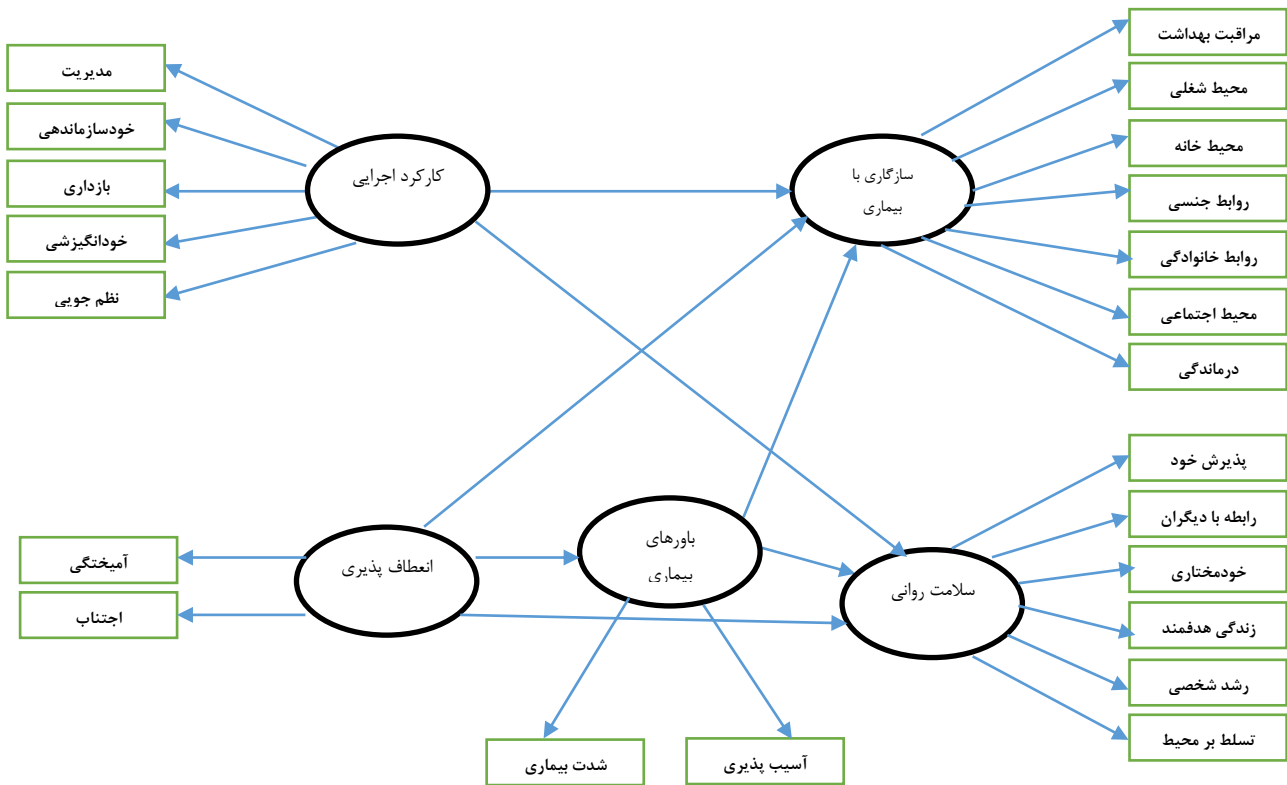 مراقبت بهداشت
محیط شغلی
محیط خانه
روابط جنسی
روابط خانوادگی
محیط اجتماعی
درماندگی
سازگاری با
بیماری
کارکرد اجرایی
مدیریت
خودسازماندهی
بازداری
خودانگیزشی
نظم جویی
پذیرش خود
رابطه با دیگران
خودمختاری
زندگی هدفمند
رشد شخصی
تسلط بر محیط
سلامت روانی
باورهای
بیماری
انعطاف پذیری
آمیختگی
اجتناب
آسیب پذیری
شدت بیماری